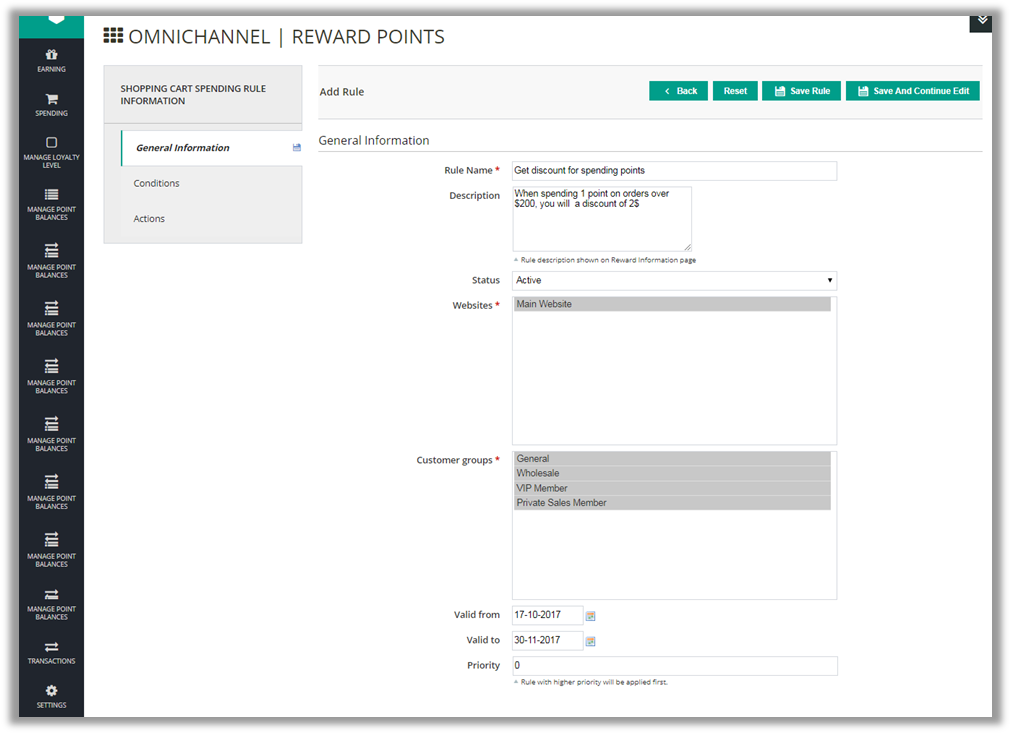 OMNICHANNEL | REWARD POINTS
EARNING
SPENDING
MANAGE LOYALTY
LEVEL
MANAGE POINT
BALANCES
MANAGE POINT
BALANCES
MANAGE POINT
BALANCES
MANAGE POINT
BALANCES
MANAGE POINT
BALANCES
MANAGE POINT
BALANCES
MANAGE POINT
BALANCES
MANAGE POINT
BALANCES
TRANSACTIONS
SETTINGS
SHOPPING CART SPENDING RULE
INFORMATION
General Information
Conditions
Actions
Add Rule
Back
Reset
Save Rule
Save And Continue Edit
General Information
Rule Name * Get discount for spending points
Description
When spending 1 point on orders over
$200, you will a discount of 2$
Rule description shown on Reward Information page
Status Active
Websites * Main Website
Customer groups * General
Wholesale
VIP Member
Private Sales Member
Valid from 17-10-2017
Valid to 30-11-2017
Priority 0
Rule with higher priority will be applied first.